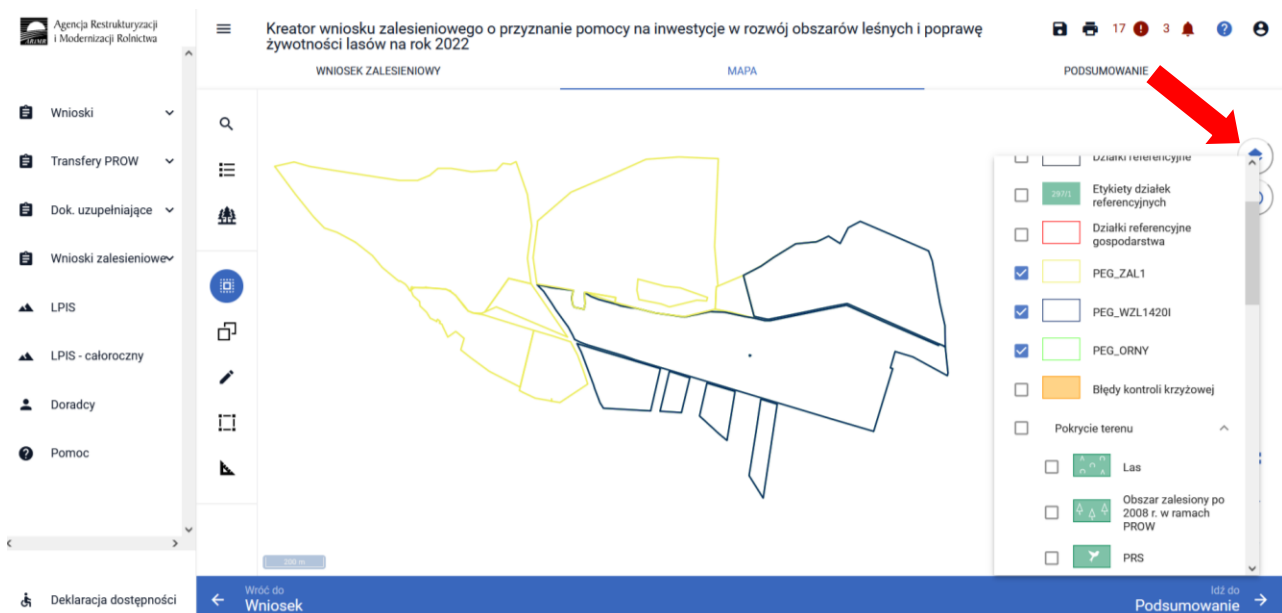 Agencja Restrukturyzacji
i Modernizacji Rolnictwa
ARiMR
Kreator wniosku zalesieniowego o przyznanie pomocy na inwestycje w rozwój obszarów leśnych i poprawę
żywotności lasów na rok 2022
17
3
WNIOSEK ZALESIENIOWY
MAPA
PODSUMOWANIE
Wnioski
Transfery PROW
Dok. uzupełniające
Wnioski zalesieniowe
LPIS
LPIS - całoroczny
Doradcy
Pomoc
Deklaracja dostępności
Działki referencyjne
297/1
Etykiety działek
referencyjnych
Działki referencyjne
gospodarstwa
PEG_ZAL1
PEG_WZL1420I
PEG_ORNY
Błędy kontroli krzyżowej
Pokrycie terenu
Las
Obszar zalesiony po
2008 r. w ramach
PROW
PRS
200 m
Wróć do
Wniosek
Idź do
Podsumowanie